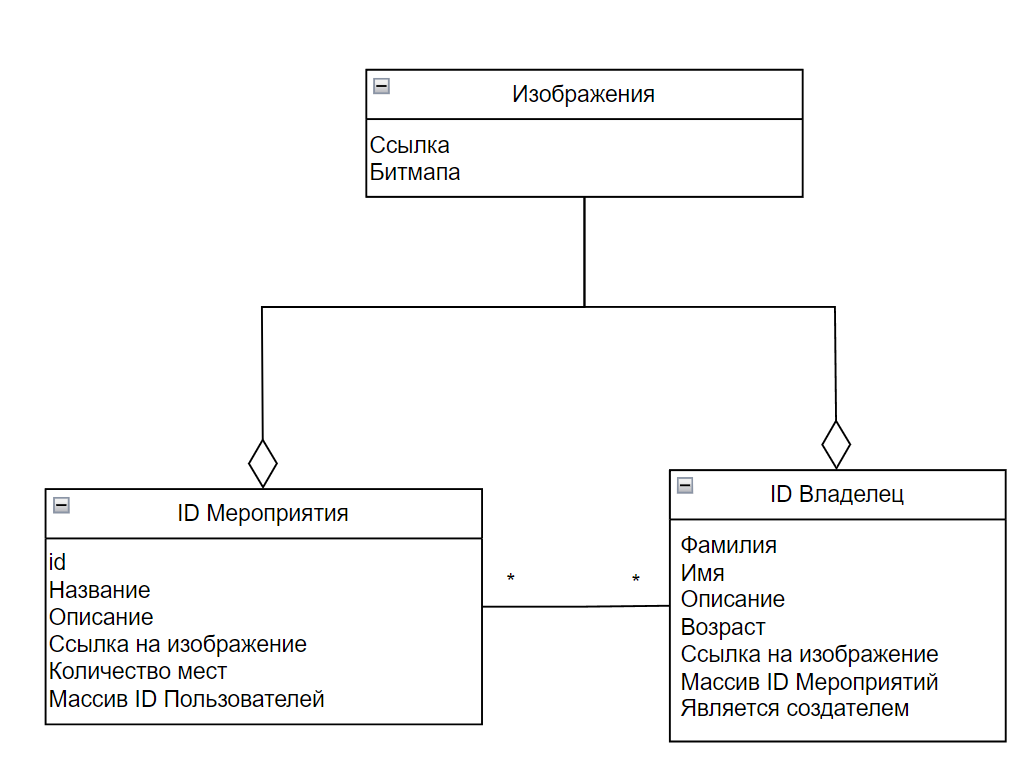 Изображения
Ссылка
Битмапа
ID Мероприятия
id
Название
Описание
Ссылка на изображение
Количество мест
Массив ID Пользователей
*
*
ID Владелец
Фамилия
Имя
Описание
Возраст
Ссылка на изображение
Массив ID Мероприятий
Является создателем